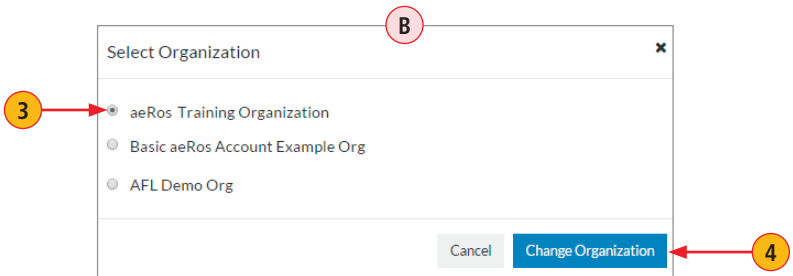 B
Select Organization ✖
3
aeRos Training Organization
Basic aeRos Account Example Org
AFL Demo Org
Cancel Change Organization
4